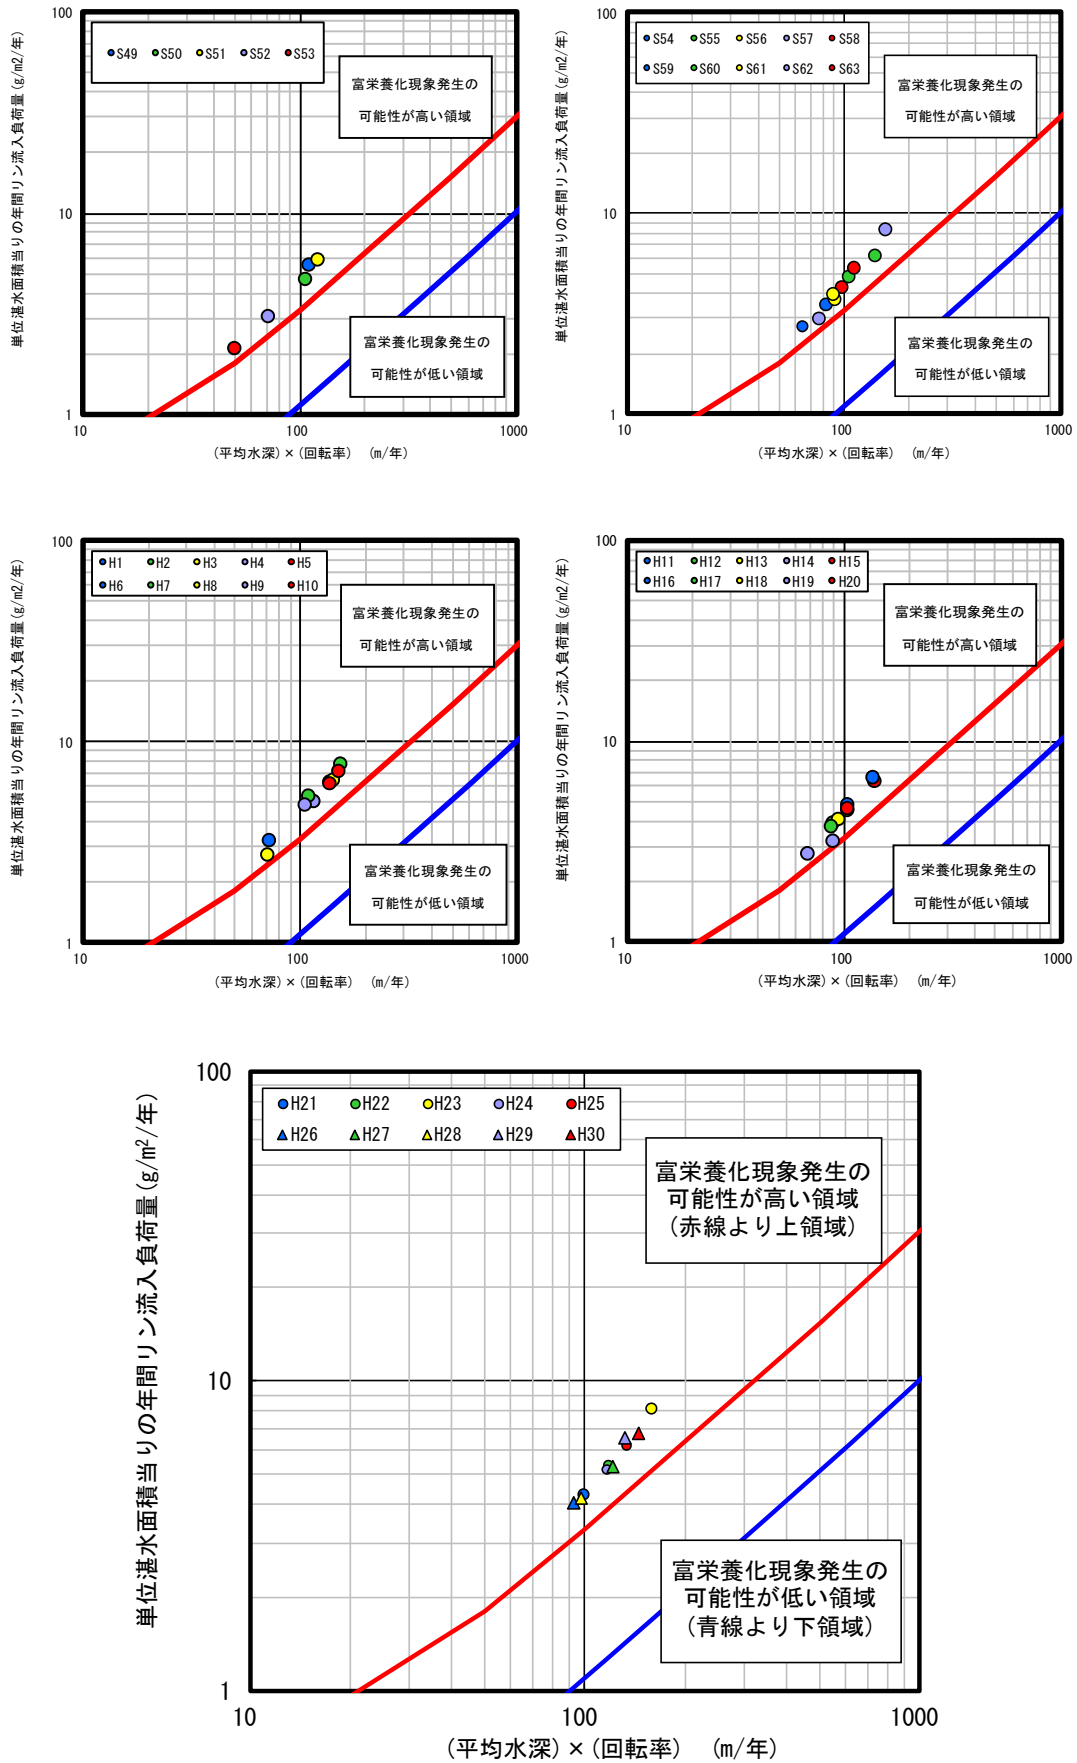 単位湛水面積当りの年間リン流入負荷量(g/m2/年)
100
10
1
S49 S50 S51 S52 S53
富栄養化現象発生の
可能性が高い領域
富栄養化現象発生の
可能性が低い領域
10 100 1000
(平均水深)×(回転率) (m/年)
単位湛水面積当りの年間リン流入負荷量(g/m2/年)
100
10
1
S54 S55 S56 S57 S58
S59 S60 S61 S62 S63
富栄養化現象発生の
可能性が高い領域
富栄養化現象発生の
可能性が低い領域
10 100 1000
(平均水深)×(回転率) (m/年)
単位湛水面積当りの年間リン流入負荷量(g/m2/年)
100
10
1
H1 H2 H3 H4 H5
H6 H7 H8 H9 H10
富栄養化現象発生の
可能性が高い領域
富栄養化現象発生の
可能性が低い領域
10 100 1000
(平均水深)×(回転率) (m/年)
単位湛水面積当りの年間リン流入負荷量(g/m2/年)
100
10
1
H11 H12 H13 H14 H15
H16 H17 H18 H19 H20
富栄養化現象発生の
可能性が高い領域
富栄養化現象発生の
可能性が低い領域
10 100 1000
(平均水深)×(回転率) (m/年)
単位湛水面積当りの年間リン流入負荷量(g/m²/年)
100
10
1
H21 H22 H23 H24 H25
H26 H27 H28 H29 H30
富栄養化現象発生の
可能性が高い領域
(赤線より上領域)
富栄養化現象発生の
可能性が低い領域
(青線より下領域)
10 100 1000
(平均水深)×(回転率) (m/年)